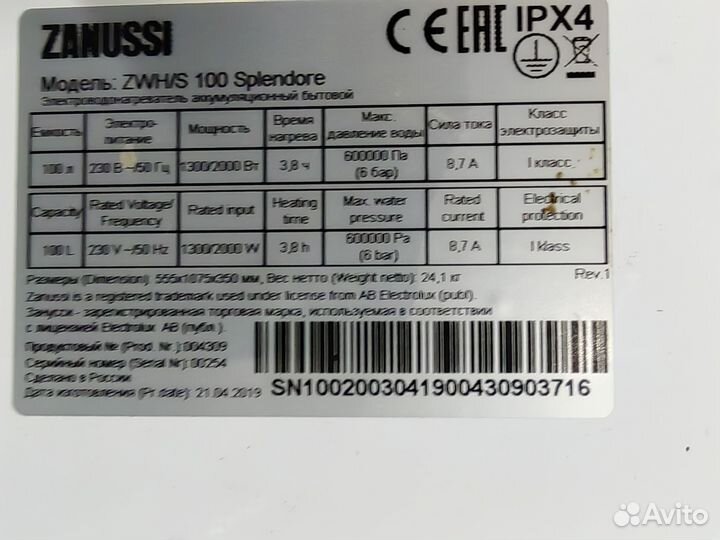 ZANUSSI
CE EAC IPX4
Модель: ZWH/S 100 Splendore
Электроводонагреватель аккумуляционный бытовой
Емкость Электро-питание Мощность Время нагрева Макс. давление воды Сила тока Класс электрозащиты
100 л 230 В ~/50 Гц 1300/2000 Вт 3,8 ч 600000 Па (6 бар) 8,7 А I класс
Capacity Rated Voltage/ Frequency Rated input Heating time Max. water pressure Rated current Electrical protection
100 L 230 V ~/50 Hz 1300/2000 W 3,8 h 600000 Pa (6 bar) 8,7 A I klass
Размеры (Dimension): 555x1075x350 мм, Вес нетто (Weight netto): 24,1 кг Rev.1
Zanussi is a registered trademark used under license from AB Electrolux (publ).
Занусси - зарегистрированная торговая марка, используемая в соответствии
с лицензией Electrolux AB (публ.).
Продуктовый № (Prod. Nr.):004309
Серийный номер (Serial Nr):00254
Сделано в России
Дата изготовления (Pr.date): 21.04.2019
SN1002003041900430903716
Avito